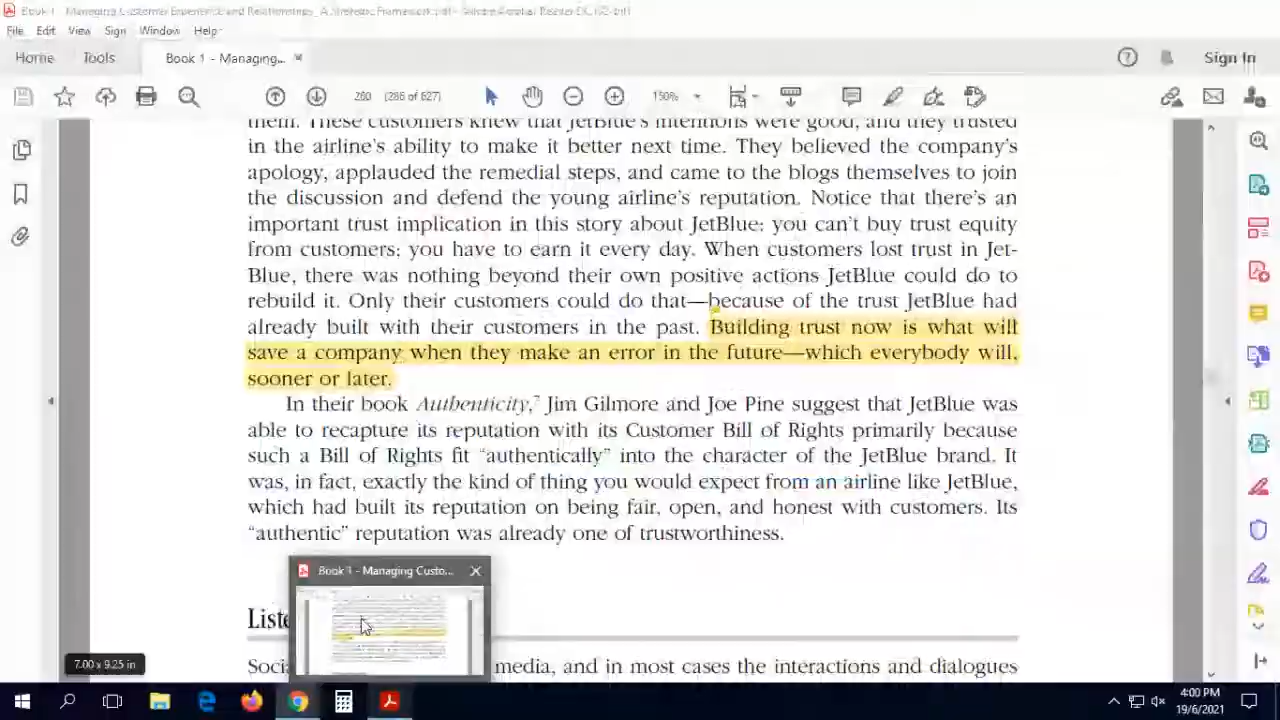 Book 1 - Managing Customer Experience and Relationships_
File Edit View Sign Window Help
Home Tools Book 1 - Managing... Sign In
260 (286 of 627) 150%
them. These customers knew that JetBlue's intentions were good, and they trusted
in the airline's ability to make it better next time. They believed the company's
apology, applauded the remedial steps, and came to the blogs themselves to join
the discussion and defend the young airline's reputation. Notice that there's an
important trust implication in this story about JetBlue: you can't buy trust equity
from customers; you have to earn it every day. When customers lost trust in Jet-
Blue, there was nothing beyond their own positive actions JetBlue could do to
rebuild it. Only their customers could do that—because of the trust JetBlue had
already built with their customers in the past. Building trust now is what will
save a company when they make an error in the future—which everybody will,
sooner or later.
In their book Authenticity,⁷ Jim Gilmore and Joe Pine suggest that JetBlue was
able to recapture its reputation with its Customer Bill of Rights primarily because
such a Bill of Rights fit “authentically” into the character of the JetBlue brand. It
was, in fact, exactly the kind of thing you would expect from an airline like JetBlue,
which had built its reputation on being fair, open, and honest with customers. Its
“authentic” reputation was already one of trustworthiness.
Book 1 - Managing Custo...
Liste
7.00 x 9.25 in
Soci media, and in most cases the interactions and dialogues
4:00 PM
19/6/2021